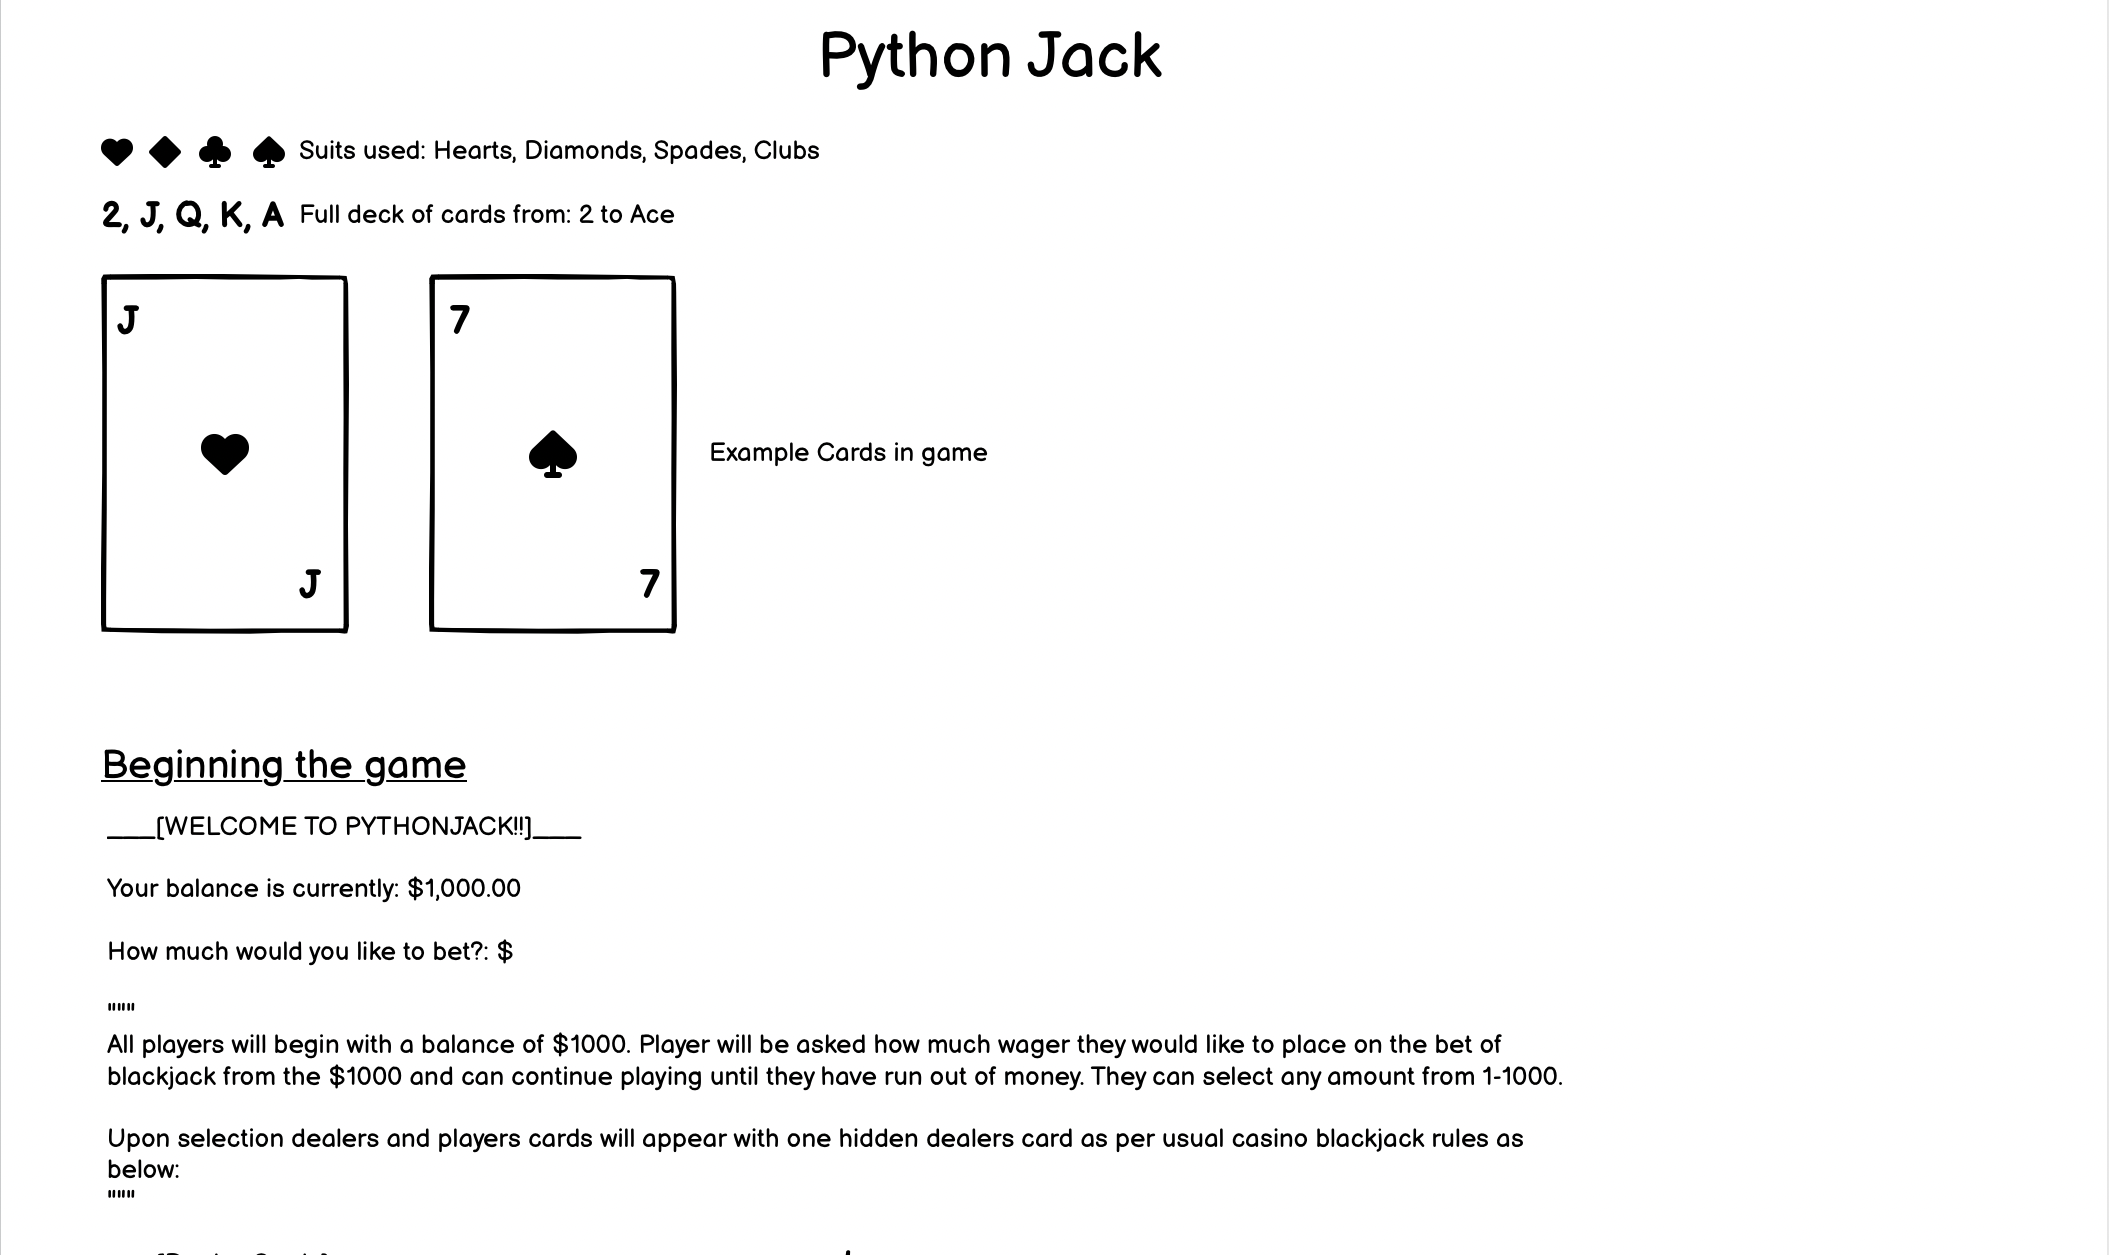 Python Jack
Suits used: Hearts, Diamonds, Spades, Clubs
2, J, Q, K, A Full deck of cards from: 2 to Ace
J
7
Example Cards in game
J
7
Beginning the game
___[WELCOME TO PYTHONJACK!!]___
Your balance is currently: $1,000.00
How much would you like to bet?: $
"""
All players will begin with a balance of $1000. Player will be asked how much wager they would like to place on the bet of
blackjack from the $1000 and can continue playing until they have run out of money. They can select any amount from 1-1000.
Upon selection dealers and players cards will appear with one hidden dealers card as per usual casino blackjack rules as
below:
"""